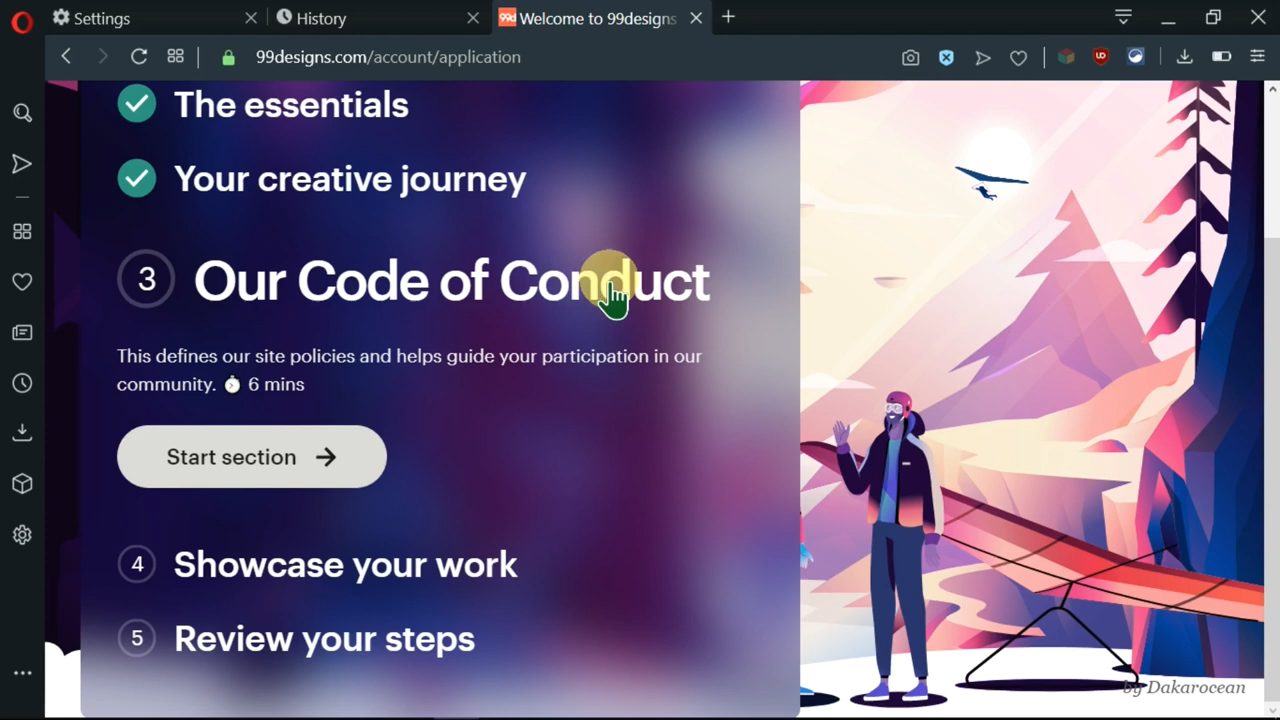 Settings
History
99d
Welcome to 99designs
99designs.com/account/application
The essentials
Your creative journey
3 Our Code of Conduct
This defines our site policies and helps guide your participation in our
community. 6 mins
Start section
4 Showcase your work
5 Review your steps
by Dakarocean